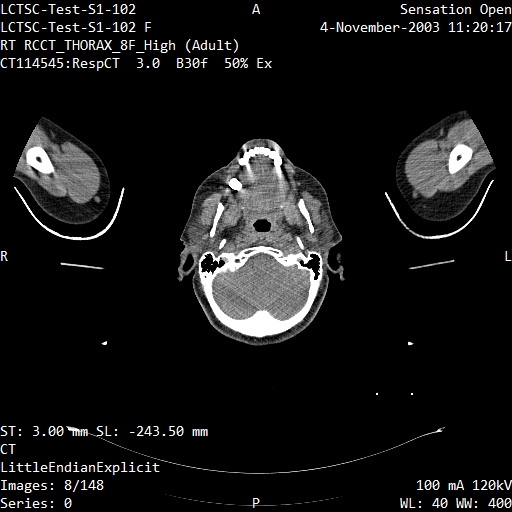 LCTSC-Test-S1-102
A
Sensation Open
LCTSC-Test-S1-102 F
4-November-2003 11:20:17
RT RCCT_THORAX_8F_High (Adult)
CT114545:RespCT 3.0 B30f 50% Ex
R
L
ST: 3.00 mm SL: -243.50 mm
CT
LittleEndianExplicit
Images: 8/148
100 mA 120kV
Series: 0
P
WL: 40 WW: 400